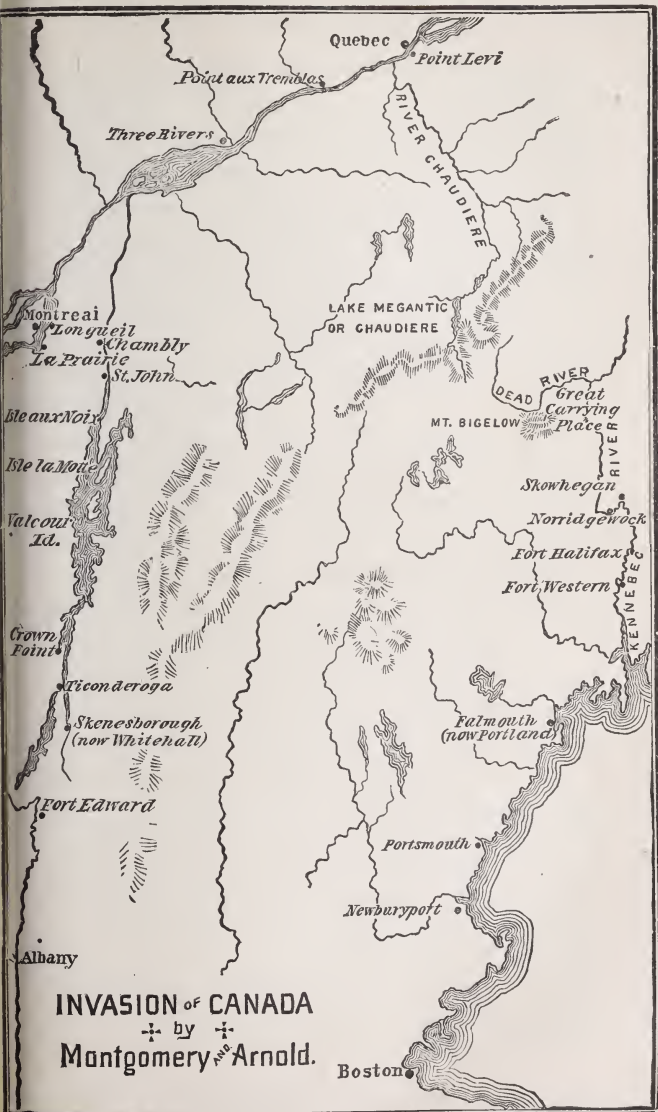 Quebec
Point Levi
Point aux Trembles
RIVER CHAUDIERE
Three Rivers
LAKE MEGANTIC
OR CHAUDIERE
Montreal
Longueil
Chambly
La Prairie
St. John
DEAD RIVER
Great
Carrying
Place
MT. BIGELOW
Isle aux Noix
Isle la Motte
Valcour
Id.
Skowhegan
Norridgewock
Fort Halifax
Fort Western
KENNEBEC RIVER
Crown
Point
Ticonderoga
Skenesborough
(now Whitehall)
Falmouth
(now Portland)
Fort Edward
Portsmouth
Newburyport
Albany
INVASION OF CANADA
by
Montgomery AND Arnold.
Boston